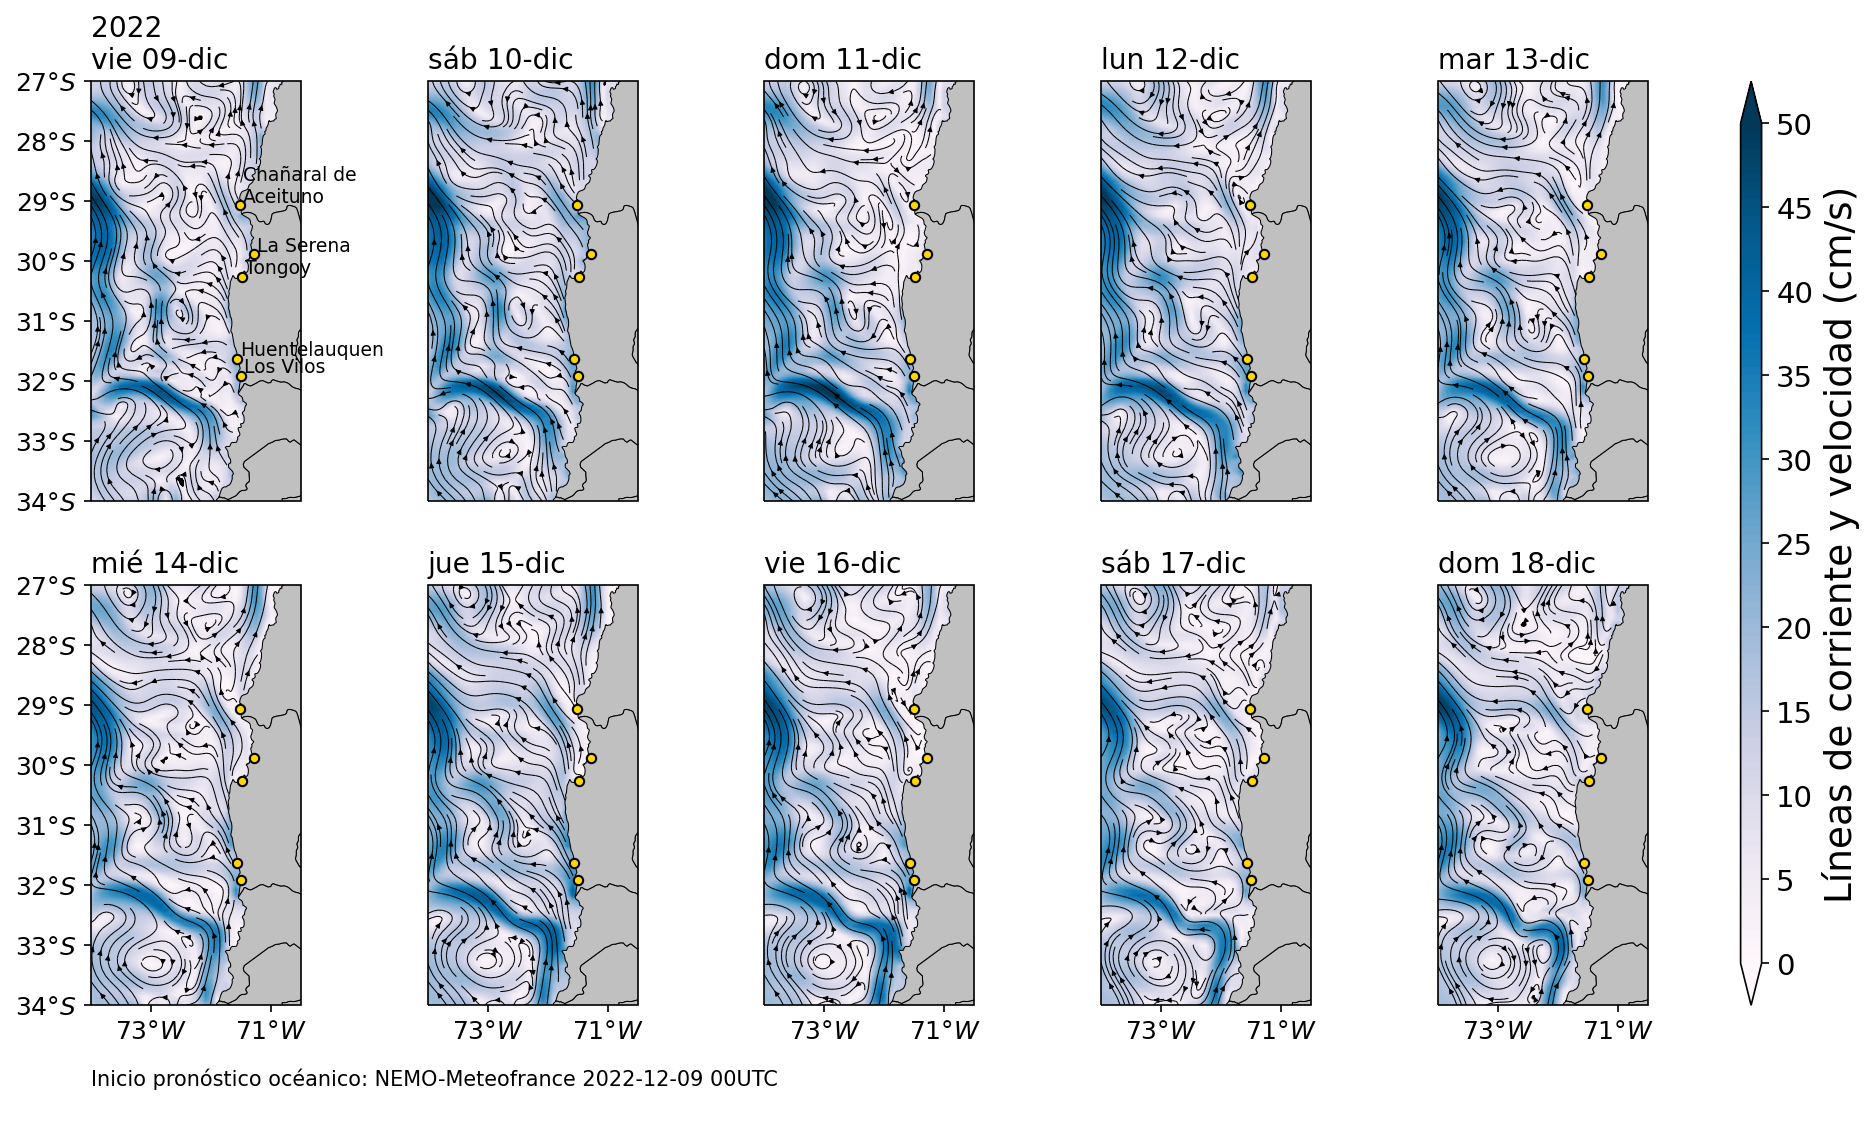 2022
vie 09-dic
sáb 10-dic
dom 11-dic
lun 12-dic
mar 13-dic
27°S
28°S
29°S
30°S
31°S
32°S
33°S
34°S
Chañaral de
Aceituno
La Serena
Tongoy
Huentelauquen
Los Vilos
mié 14-dic
jue 15-dic
vie 16-dic
sáb 17-dic
dom 18-dic
27°S
28°S
29°S
30°S
31°S
32°S
33°S
34°S
73°W 71°W
73°W 71°W
73°W 71°W
73°W 71°W
73°W 71°W
50
45
40
35
30
25
20
15
10
5
0
Líneas de corriente y velocidad (cm/s)
Inicio pronóstico océanico: NEMO-Meteofrance 2022-12-09 00UTC